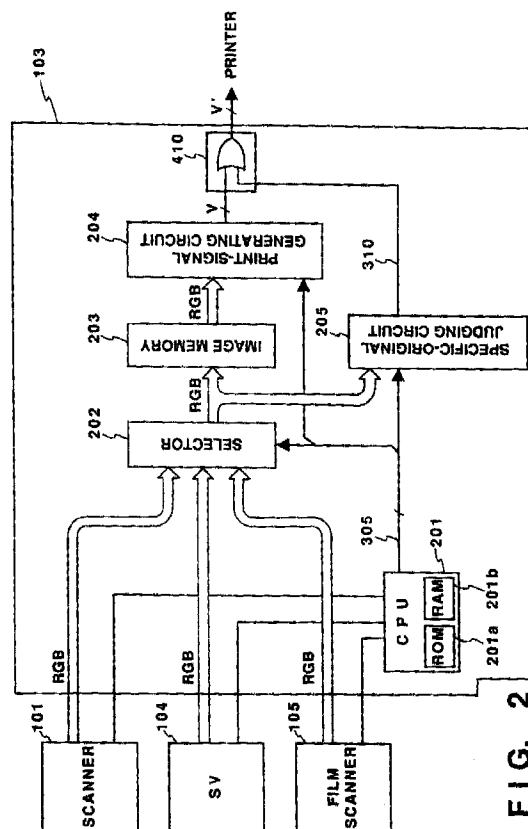 103
SCANNER
101
RGB
SV
104
RGB
FILM
SCANNER
105
RGB
SELECTOR
202
RGB
IMAGE MEMORY
203
RGB
PRINT-SIGNAL
GENERATING CIRCUIT
204
V
410
V'
PRINTER
SPECIFIC-ORIGINAL
JUDGING CIRCUIT
205
310
305
CPU
201
ROM
RAM
201a
201b
FIG. 2